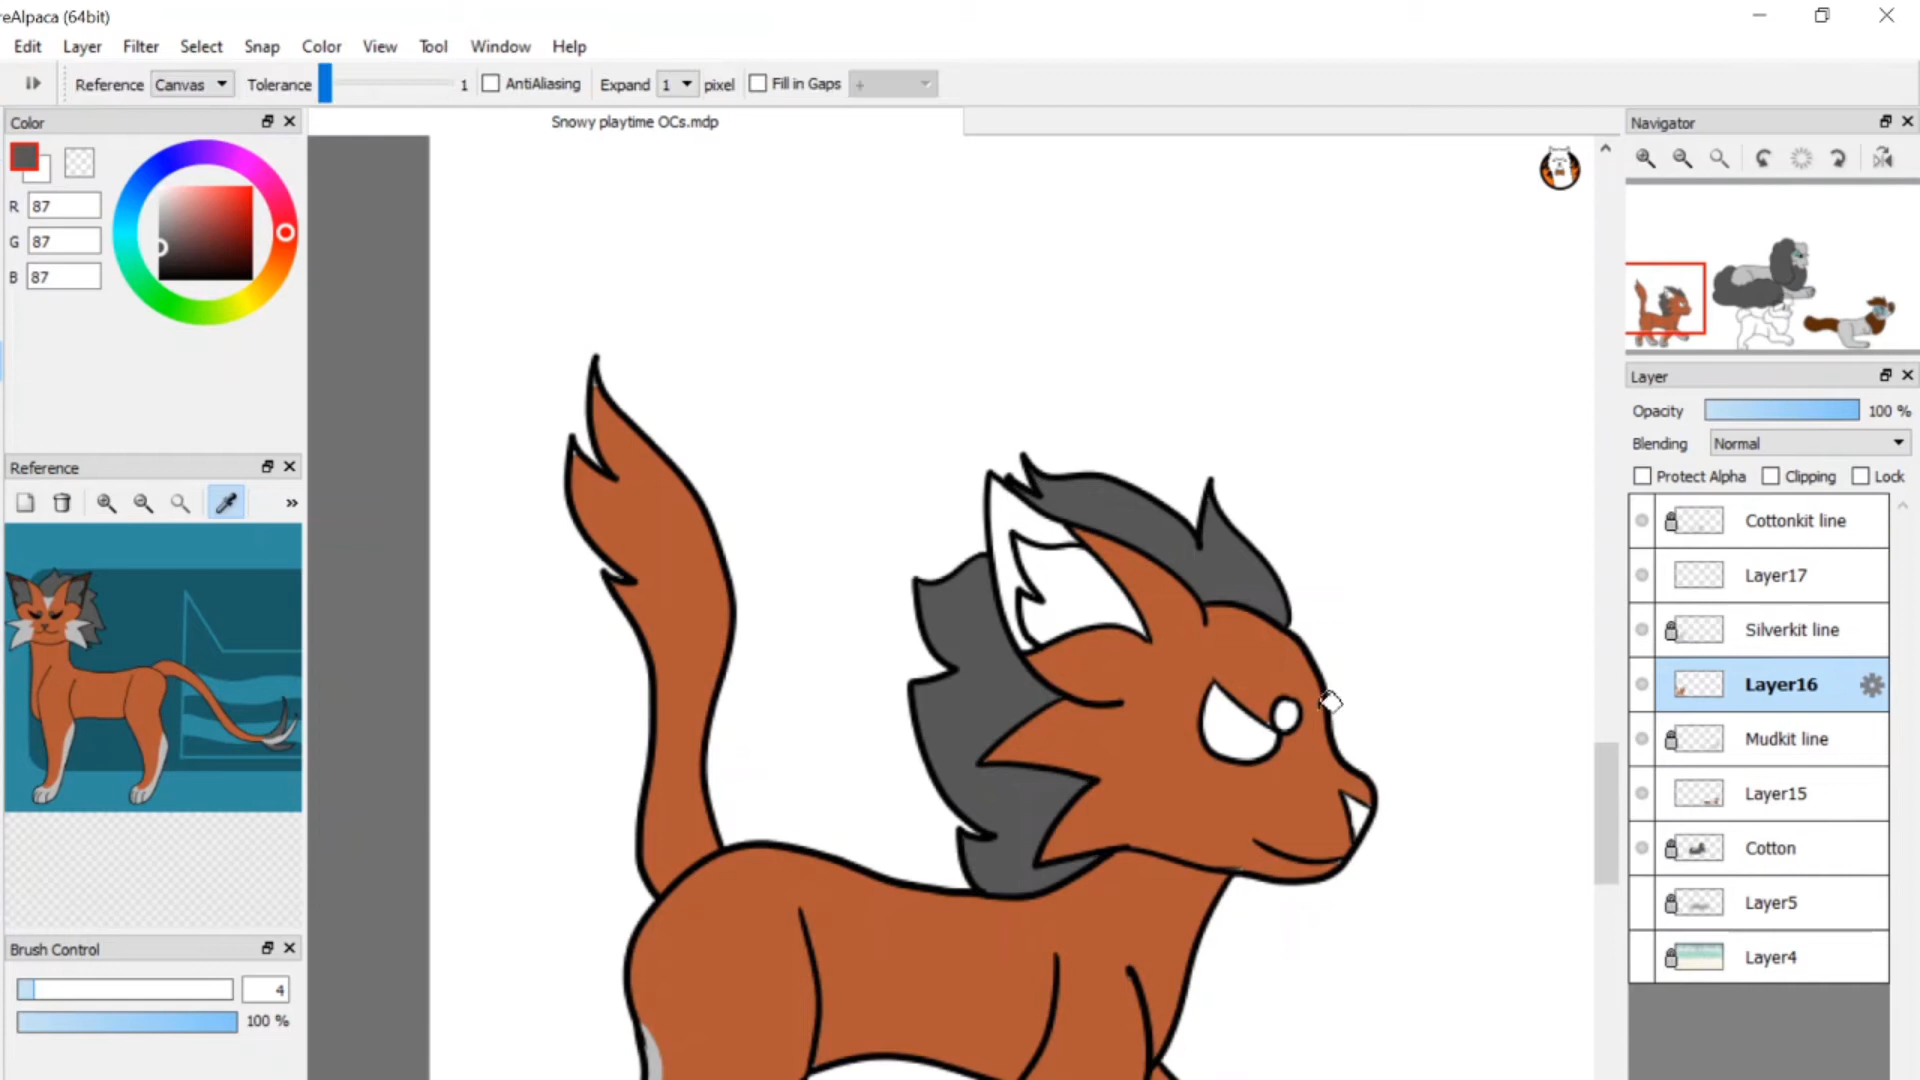 reAlpaca (64bit)
Edit Layer Filter Select Snap Color View Tool Window Help
Reference Canvas Tolerance 1 AntiAliasing Expand 1 pixel Fill in Gaps +
Color
Snowy playtime OCs.mdp
Navigator
R 87
G 87
B 87
Layer
Opacity 100 %
Blending Normal
Reference
Protect Alpha Clipping Lock
»
Cottonkit line
Layer17
Silverkit line
Layer16
Mudkit line
Layer15
Cotton
Layer5
Layer4
Brush Control
4
100 %